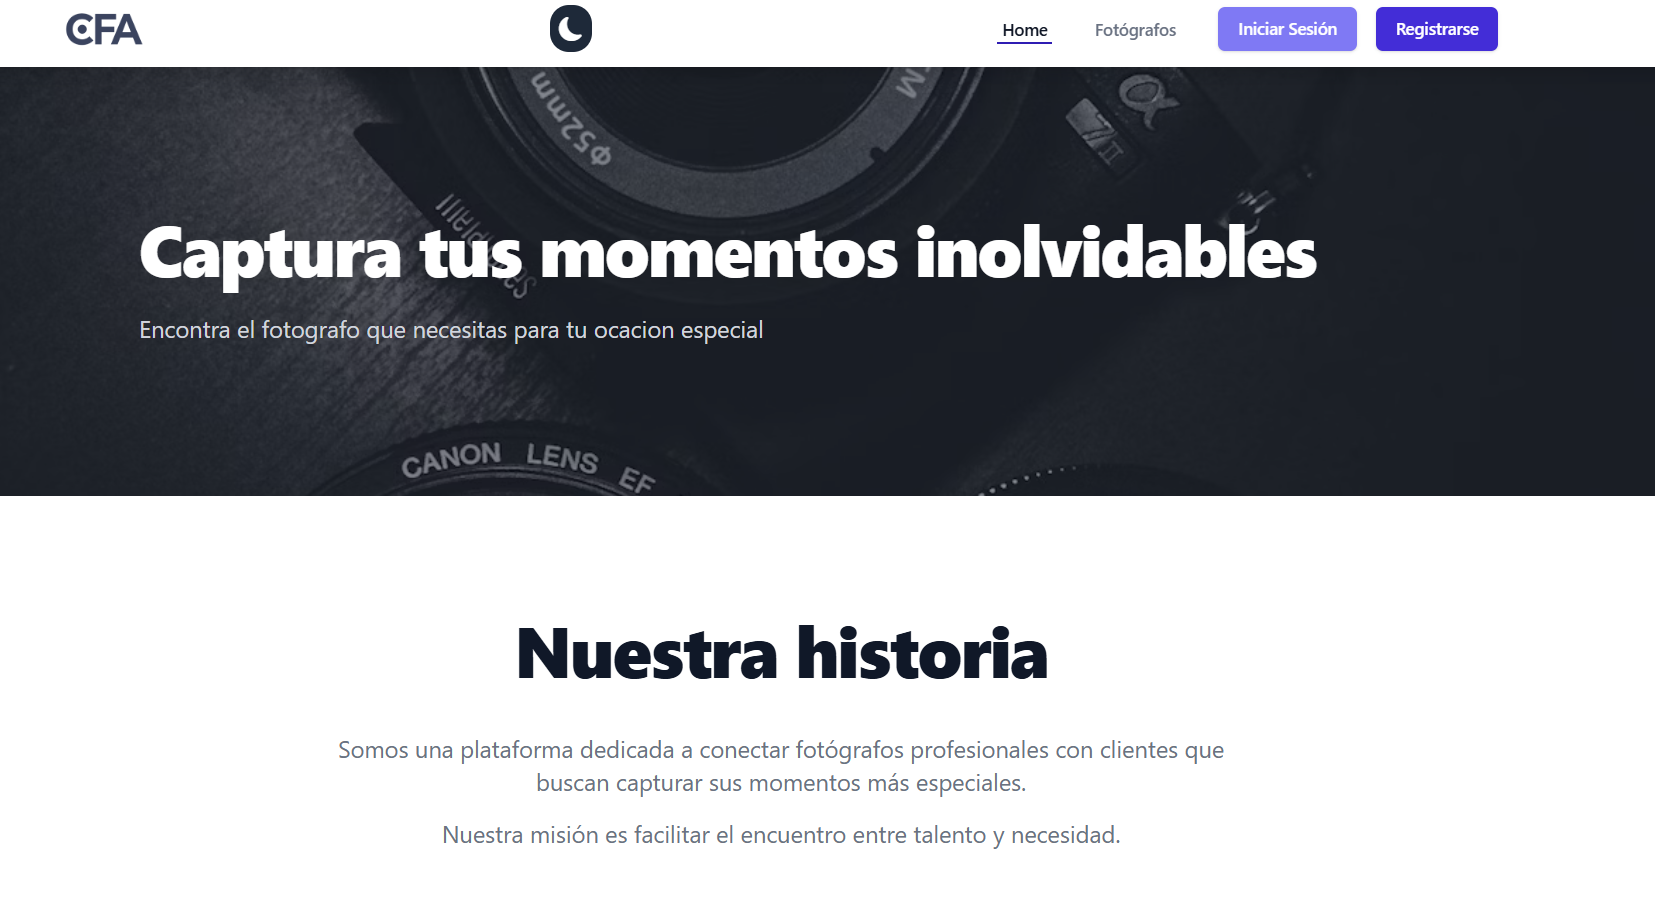 CFA
Home
Fotógrafos
Iniciar Sesión
Registrarse
Φ52mm
Captura tus momentos inolvidables
Encontra el fotografo que necesitas para tu ocacion especial
CANON LENS EF
Nuestra historia
Somos una plataforma dedicada a conectar fotógrafos profesionales con clientes que
buscan capturar sus momentos más especiales.
Nuestra misión es facilitar el encuentro entre talento y necesidad.